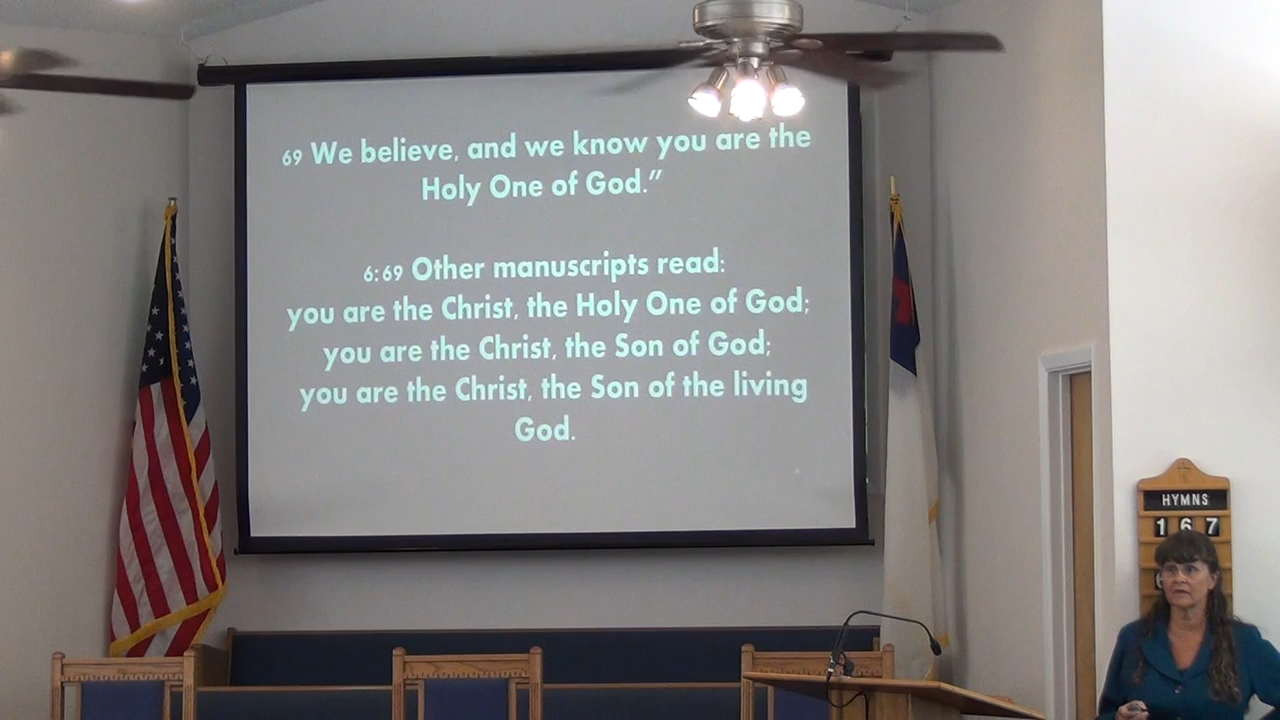 69 We believe, and we know you are the
Holy One of God.”
6:69 Other manuscripts read:
you are the Christ, the Holy One of God;
you are the Christ, the Son of God;
you are the Christ, the Son of the living
God.
HYMNS
167